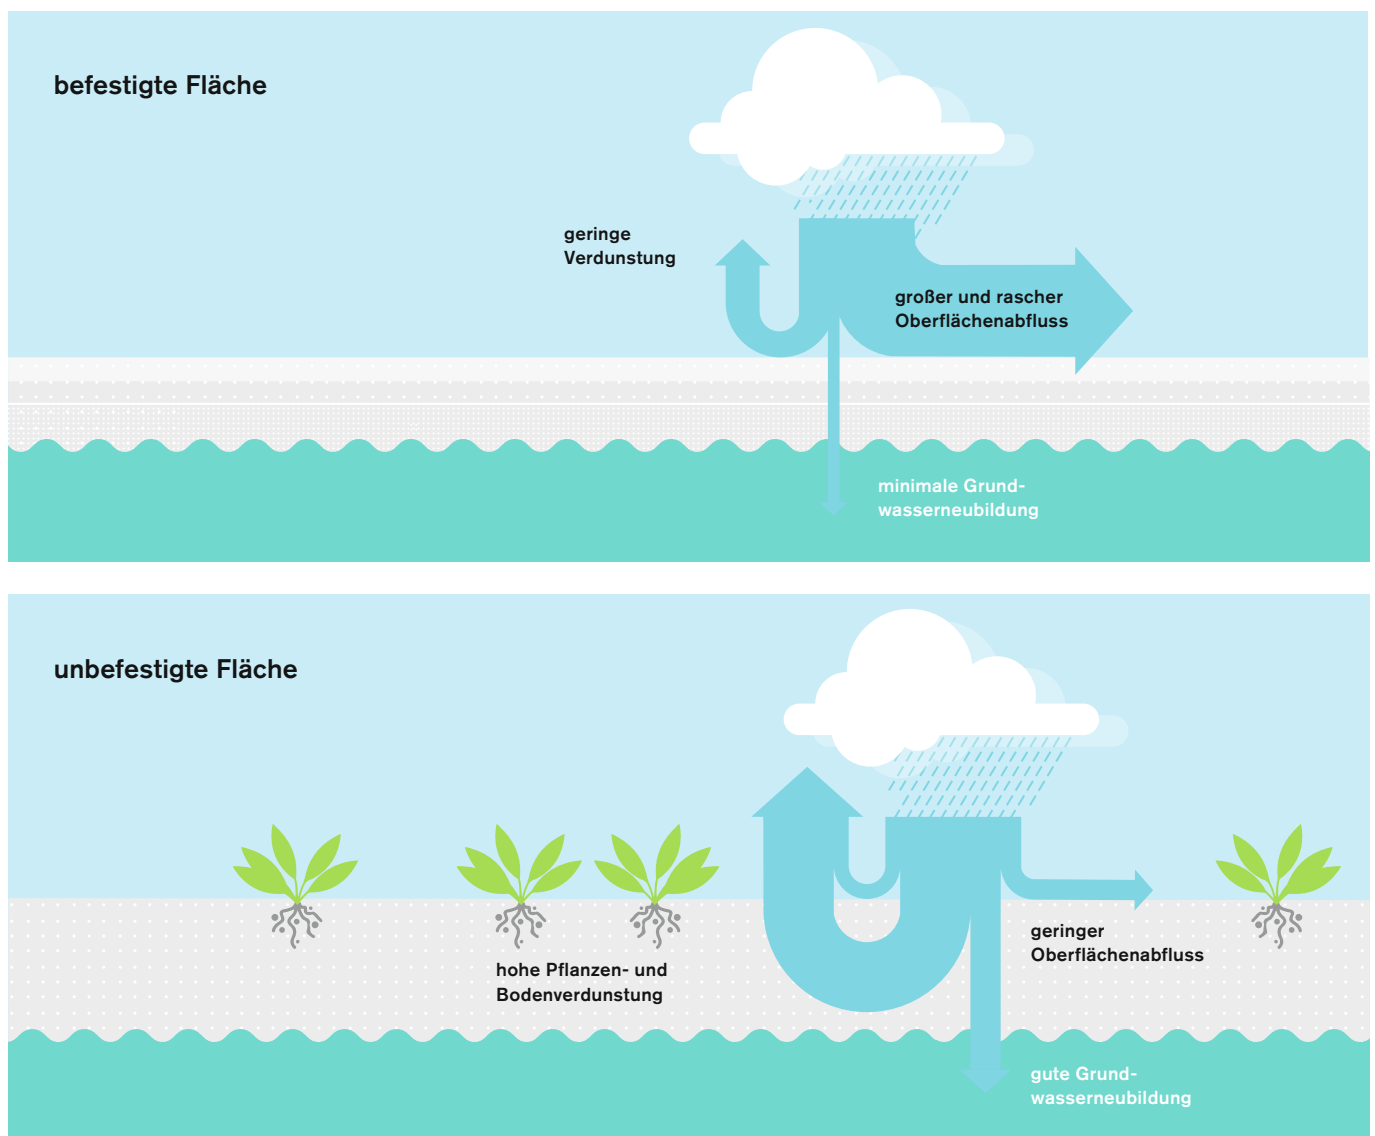 befestigte Fläche
geringe
Verdunstung
großer und rascher
Oberflächenabfluss
minimale Grund-
wasserneubildung
unbefestigte Fläche
geringer
Oberflächenabfluss
hohe Pflanzen- und
Bodenverdunstung
gute Grund-
wasserneubildung